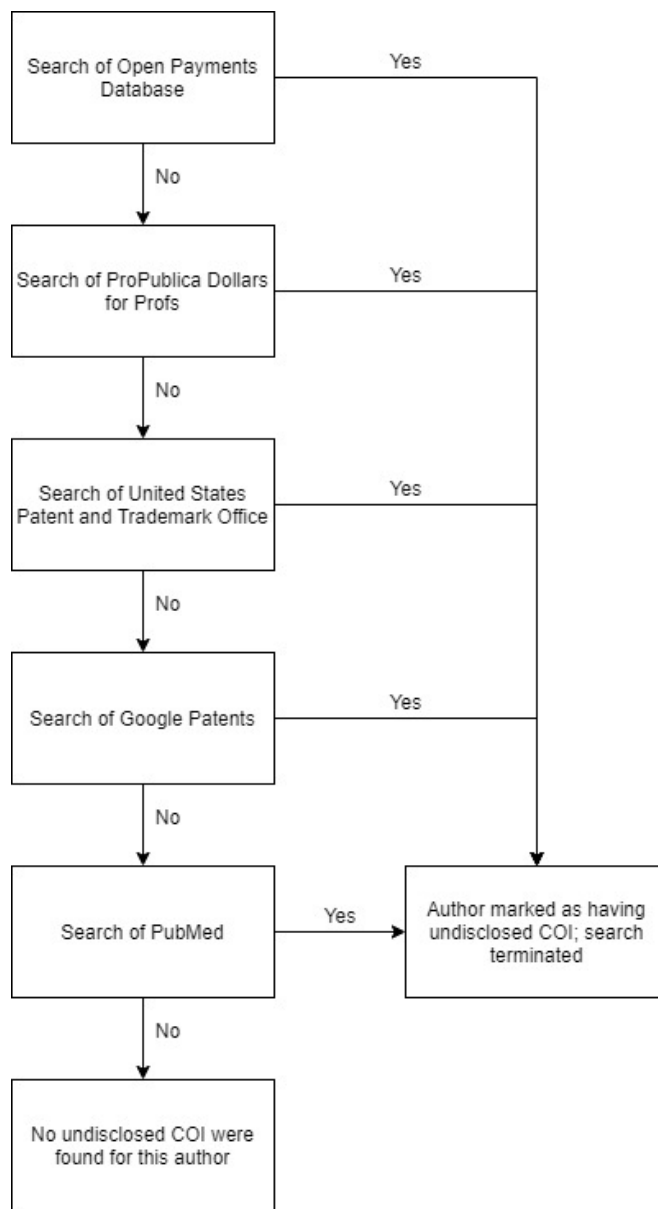 Search of Open Payments
Database
Yes
No
Search of ProPublica Dollars
for Profs
Yes
No
Search of United States
Patent and Trademark Office
Yes
No
Search of Google Patents
Yes
No
Search of PubMed
Yes
Author marked as having
undisclosed COI; search
terminated
No
No undisclosed COI were
found for this author